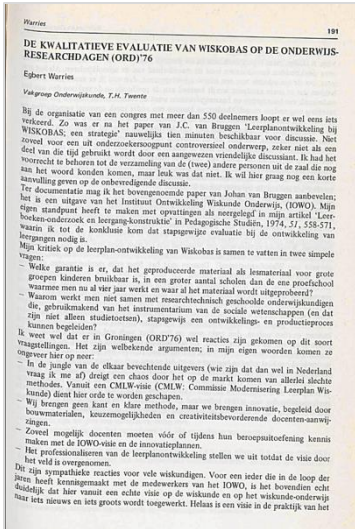 Warries
191
DE KWALITATIEVE EVALUATIE VAN WISKOBAS OP DE ONDERWIJS-
RESEARCHDAGEN (ORD)'76
Egbert Warries
Vakgroep Onderwijskunde, T.H. Twente
Bij de organisatie van een congres met meer dan 550 deelnemers loopt er wel eens iets
verkeerd. Zo was er na het paper van J.C. van Bruggen 'Leerplanontwikkeling bij
WISKOBAS; een strategie' nauwelijks tien minuten beschikbaar voor discussie. Niet
zoveel voor een uit onderzoekersoogpunt controversieel onderwerp, zeker niet als een
deel van die tijd gebruikt wordt door een aangewezen vriendelijke discussiant. Ik had het
voorrecht te behoren tot de verzameling van de (twee) andere personen uit de zaal die nog
aan het woord konden komen, maar leuk was dat niet. Ik wil hier graag nog een korte
aanvulling geven op de onbevredigende discussie.
Ter documentatie mag ik het bovengenoemde paper van Johan van Bruggen aanbevelen;
het is een uitgave van het Instituut Ontwikkeling Wiskunde Onderwijs, (IOWO). Mijn
eigen standpunt heeft te maken met opvattingen als neergelegd in mijn artikel 'Leer-
boeken-onderzoek en leergang-konstruktie' in Pedagogische Studiën, 1974, 51, 558-571,
waarin ik tot de konklusie kom dat stapsgewijze evaluatie bij de ontwikkeling van
leergangen nodig is.
Mijn kritiek op de leerplan-ontwikkeling van Wiskobas is samen te vatten in twee simpele
vragen:
– Welke garantie is er, dat het geproduceerde materiaal als lesmateriaal voor grote
groepen kinderen bruikbaar is, in een groter aantal scholen dan de ene proefschool
waarmee men nu al vier jaar werkt en waar al het materiaal wordt uitgeprobeerd?
– Waarom werkt men niet samen met researchtechnisch geschoolde onderwijskundigen
die, gebruikmakend van het instrumentarium van de sociale wetenschappen (en dat
zijn niet alleen studietoetsen), stapsgewijs een ontwikkelings- en productieproces
kunnen begeleiden?
Ik weet wel dat er in Groningen (ORD'76) wel reacties zijn gekomen op dit soort
vraagstellingen. Het zijn welbekende argumenten; in mijn eigen woorden komen ze
ongeveer hier op neer:
– In de jungle van de elkaar bevechtende uitgevers (wie zijn dat dan wel in Nederland
vraag ik me af) dreigt een chaos door het op de markt komen van allerlei slechte
methodes. Vanuit een CMLW-visie (CMLW: Commissie Modernisering Leerplan Wis-
kunde) dient hier orde te worden geschapen.
– Wij brengen geen kant en klare methode, maar we brengen innovatie, begeleid door
bouwmaterialen, keuzemogelijkheden en creativiteitsbevorderende docenten-aanwij-
zingen.
– Zoveel mogelijk docenten moeten vóór of tijdens hun beroepsuitoefening kennis
maken met de IOWO-visie en de innovatieplannen.
– Het professionaliseren van de leerplanontwikkeling stellen we uit totdat de visie door
het veld is overgenomen.
Dit zijn sympathieke reacties voor vele wiskundigen. Voor een ieder die in de loop der
jaren heeft kennisgemaakt met de medewerkers van het IOWO, is het bovendien echt
duidelijk dat hier vanuit een echte visie op de wiskunde en op het wiskunde-onderwijs
naar iets nieuws en iets groots wordt toegewerkt. Helaas is een visie in de praktijk van het